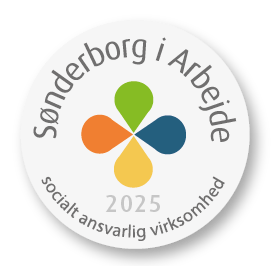 Sønderborg i Arbejde
2025
socialt ansvarlig virksomhed